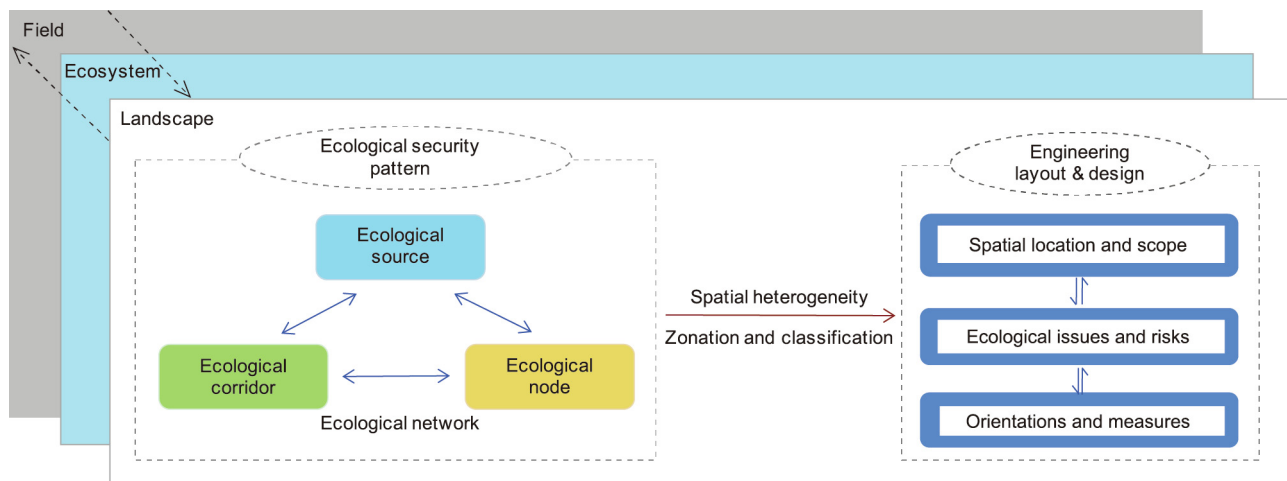 Field
Ecosystem
Landscape
Ecological security
pattern
Ecological
source
Ecological
corridor
Ecological
node
Ecological network
Spatial heterogeneity
Zonation and classification
Engineering
layout & design
Spatial location and scope
Ecological issues and risks
Orientations and measures